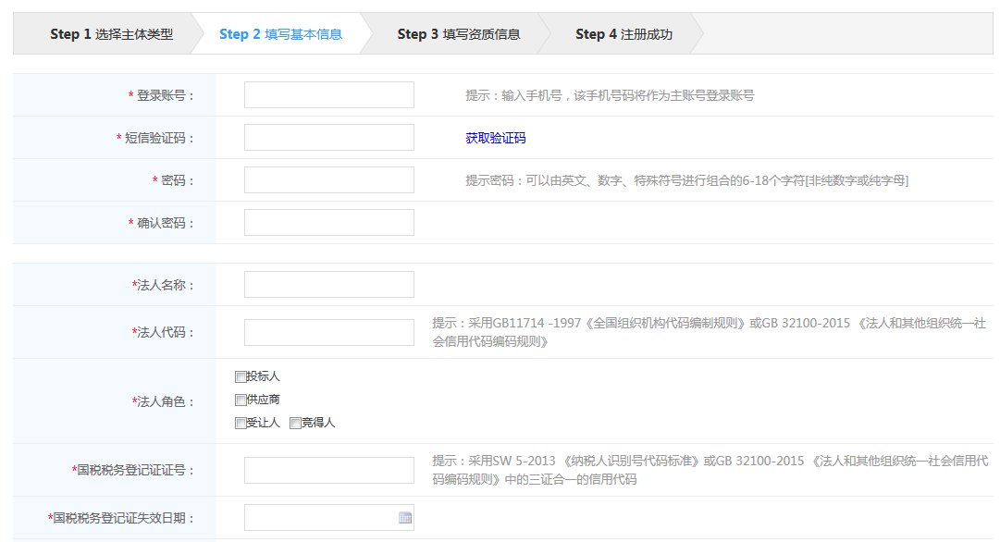 Step 1 选择主体类型 Step 2 填写基本信息 Step 3 填写资质信息 Step 4 注册成功
* 登录账号： 提示：输入手机号，该手机号码将作为主账号登录账号
* 短信验证码： 获取验证码
* 密码： 提示密码：可以由英文、数字、特殊符号进行组合的6-18个字符[非纯数字或纯字母]
* 确认密码：
*法人名称：
*法人代码： 提示：采用GB11714 -1997《全国组织机构代码编制规则》或GB 32100-2015 《法人和其他组织统一社
会信用代码编码规则》
*法人角色：
投标人
供应商
受让人 竞得人
*国税税务登记证证号： 提示：采用SW 5-2013 《纳税人识别号代码标准》或GB 32100-2015 《法人和其他组织统一社会信用代
码编码规则》中的三证合一的信用代码
*国税税务登记证失效日期：